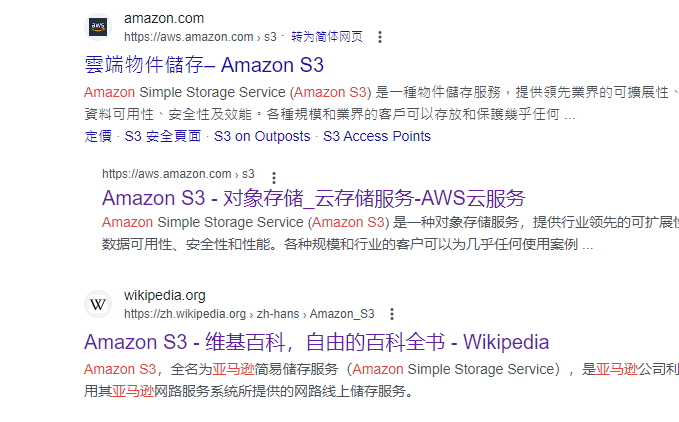 aws
amazon.com
https://aws.amazon.com › s3 · 转为简体网页
雲端物件儲存– Amazon S3
Amazon Simple Storage Service (Amazon S3) 是一種物件儲存服務，提供領先業界的可擴展性、
資料可用性、安全性及效能。各種規模和業界的客戶可以存放和保護幾乎任何 ...
定價 · S3 安全頁面 · S3 on Outposts · S3 Access Points
https://aws.amazon.com › s3
Amazon S3 - 对象存储_云存储服务-AWS云服务
Amazon Simple Storage Service (Amazon S3) 是一种对象存储服务，提供行业领先的可扩展
数据可用性、安全性和性能。各种规模和行业的客户可以为几乎任何使用案例 ...
W
wikipedia.org
https://zh.wikipedia.org › zh-hans › Amazon_S3
Amazon S3 - 维基百科，自由的百科全书 - Wikipedia
Amazon S3，全名为亚马逊简易储存服务（Amazon Simple Storage Service），是亚马逊公司利
用其亚马逊网路服务系统所提供的网路线上储存服务。